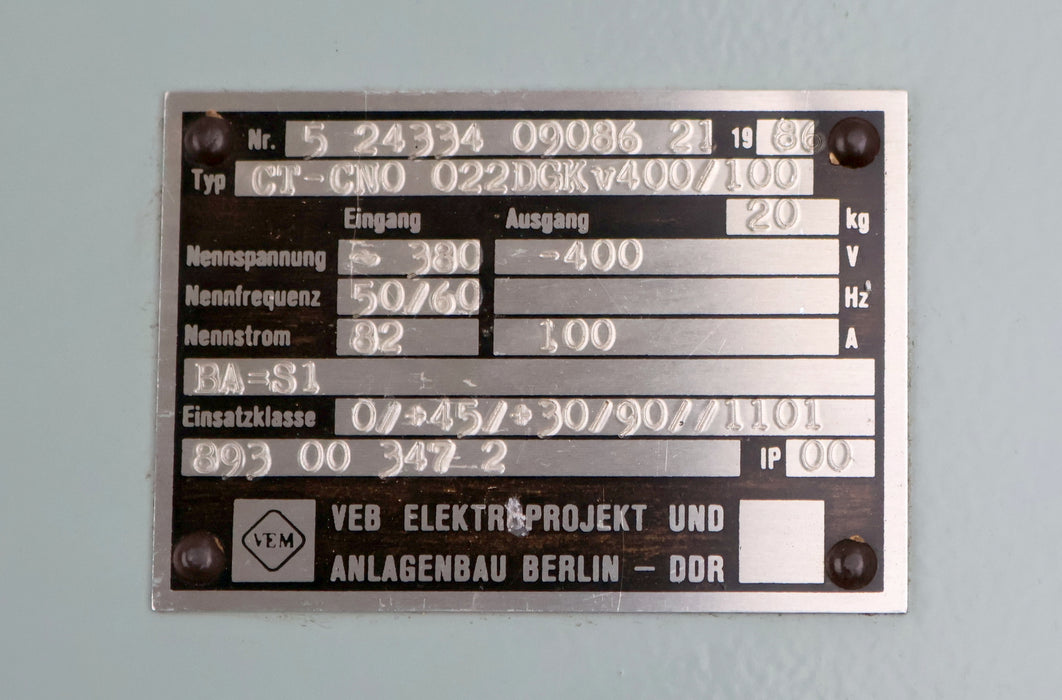 Nr. 5 24334 09086 21 19 86
Typ CT-CNO 022DGKv400/100
Eingang Ausgang 20 kg
Nennspannung ~ 380 -400 V
Nennfrequenz 50/60 Hz
Nennstrom 82 100 A
BA=S1
Einsatzklasse 0/+45/+30/90//1101
893 00 347 2 IP 00
VEM VEB ELEKTROPROJEKT UND
ANLAGENBAU BERLIN – DDR